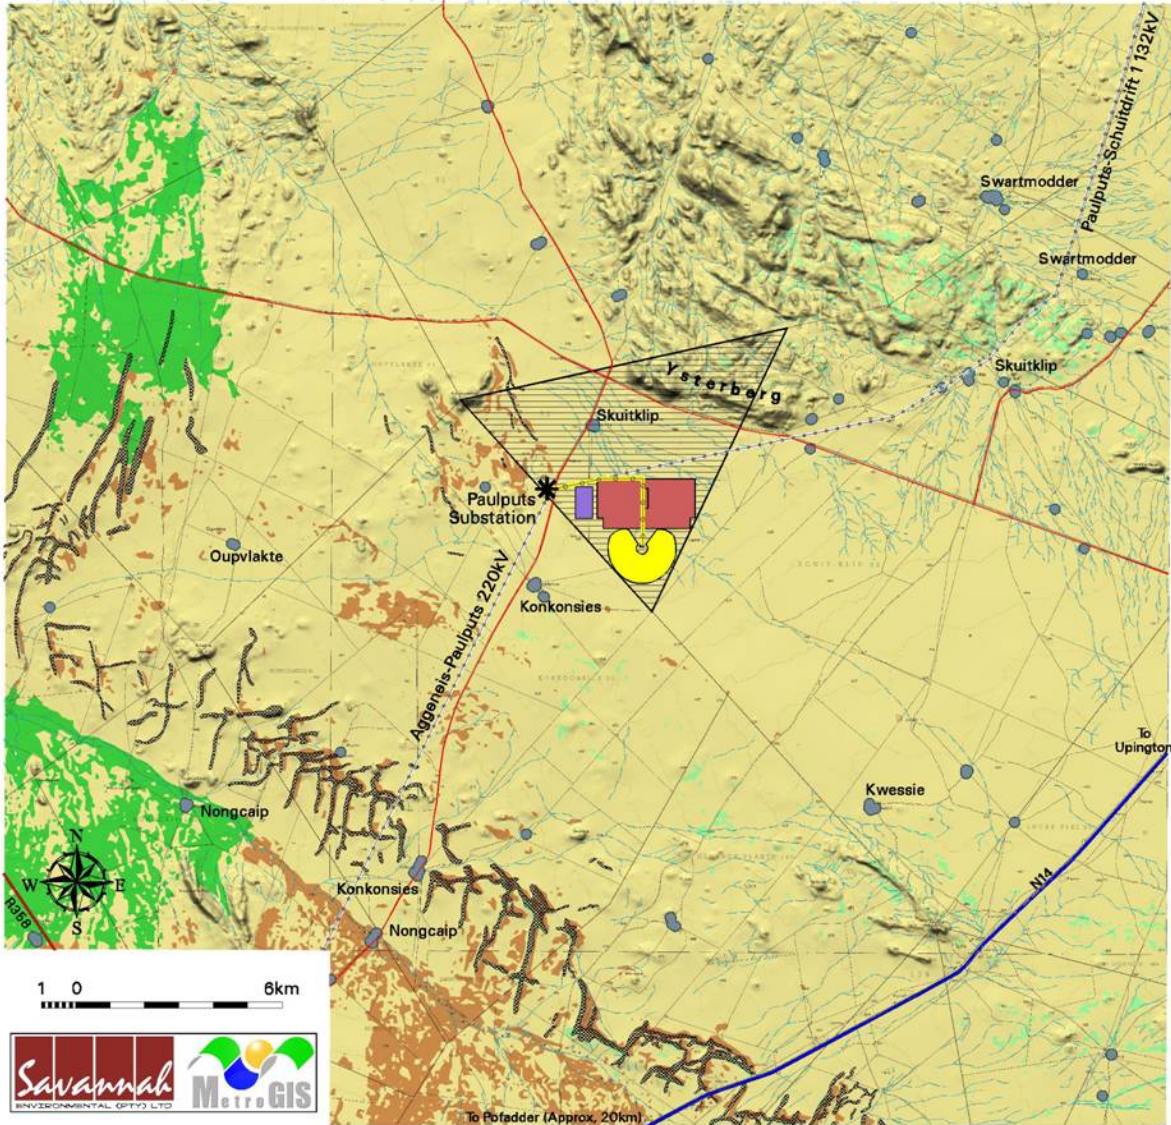 Paulputs-Schuitdrift 1 132kV
Swartmodder
Swartmodder
Ysterberg
Skuitklip
Skuitklip
Paulputs
Substation
Oupvlakte
Konkonsies
Aggeneis-Paulputs 220kV
To
Upington
Kwessie
Nongcaip
N
W
E
S
R358
Konkonsies
N14
Nongcaip
1 0 6km
Savannah
ENVIRONMENTAL (PTY) LTD
MetroGIS
To Pofadder (Approx. 20km)